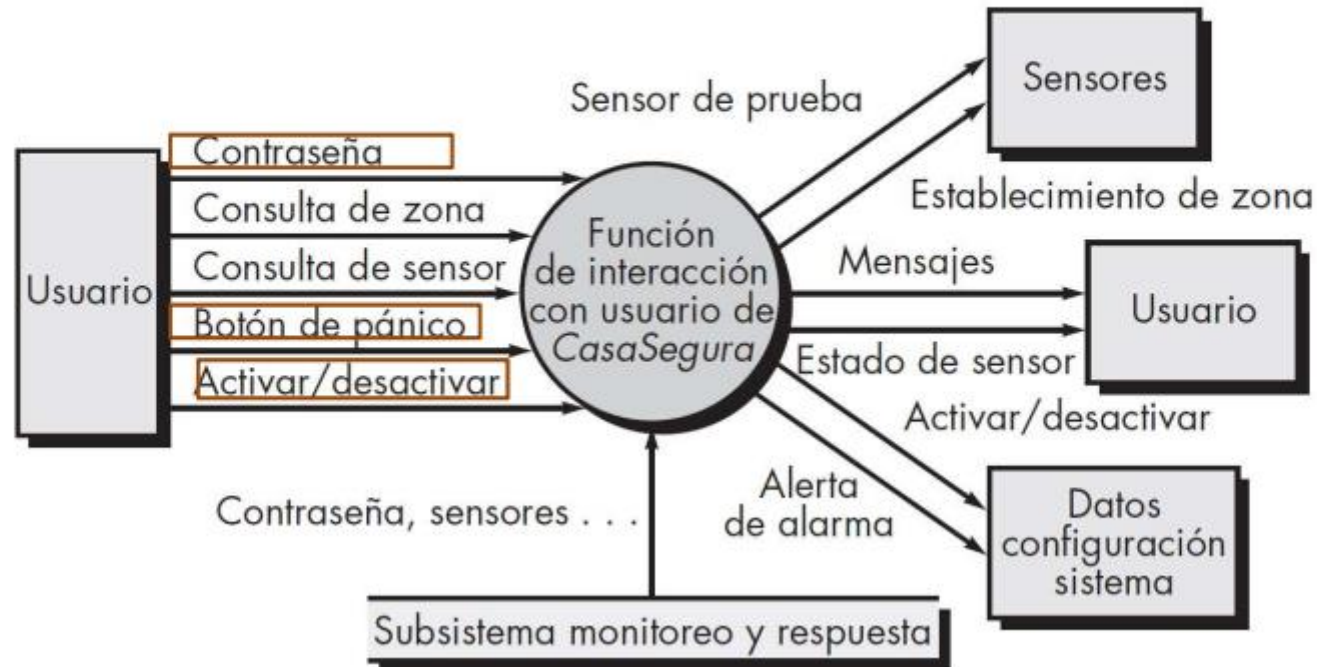 Usuario
Contraseña
Consulta de zona
Consulta de sensor
Botón de pánico
Activar/desactivar
Función
de interacción
con usuario de
CasaSegura
Contraseña, sensores . . .
Subsistema monitoreo y respuesta
Sensor de prueba
Sensores
Establecimiento de zona
Mensajes
Usuario
Estado de sensor
Activar/desactivar
Alerta
de alarma
Datos
configuración
sistema